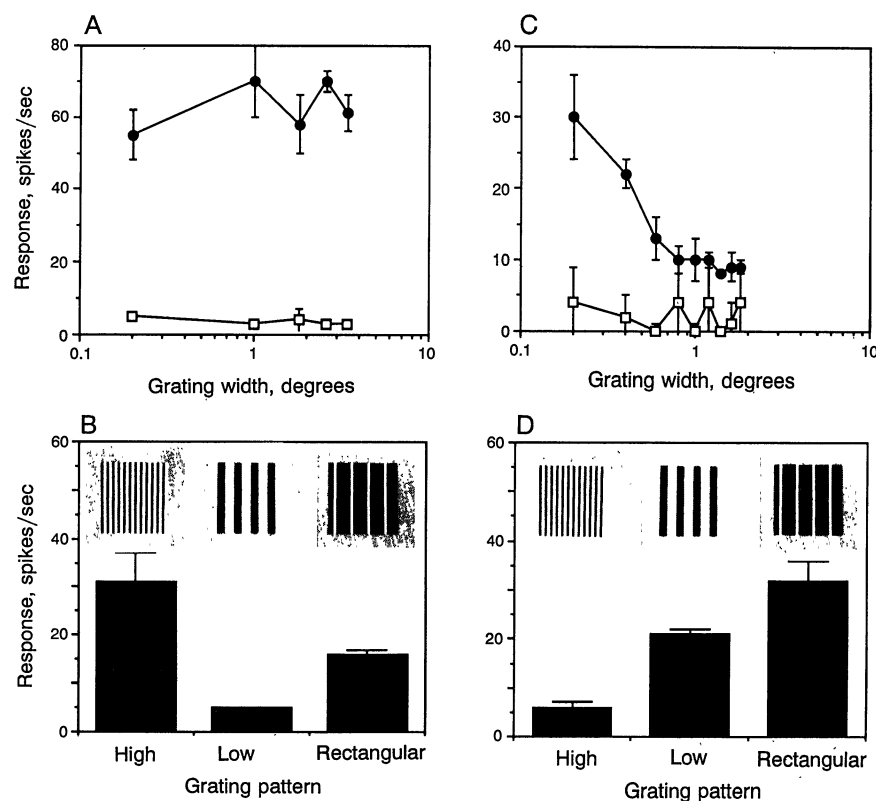 A
80
60
40
20
0
0.1
1
10
Response, spikes/sec
Grating width, degrees
C
40
30
20
10
0
0.1
1
10
Grating width, degrees
B
60
40
20
0
Response, spikes/sec
High
Low
Rectangular
Grating pattern
D
60
40
20
0
High
Low
Rectangular
Grating pattern